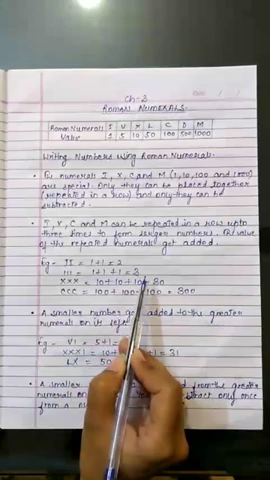 Ch-3
ROMAN NUMERALS
Roman Numerals I V X L C D M
Value 1 5 10 50 100 500 1000
Writing Numbers using Roman Numerals.
The numerals I, X, C and M (1, 10, 100 and 1000)
are special. Only they can be placed together
(repeated in a row) and only they can be
subtracted.
I, X, C and M can be repeated in a row upto
three times to form larger numbers. The value of
the repeated numerals get added.
Eg - II = 1+1 = 2
III = 1+1+1 = 3
XXX = 10+10+10 = 30
CCC = 100+100+100 = 300
A smaller number get added to the greater
numeral on its left.
Eg - VI = 5+1 =
XXXI = 10+ +1 = 31
LX = 50
A smaller from the greater
numeral on subtract only once
from a